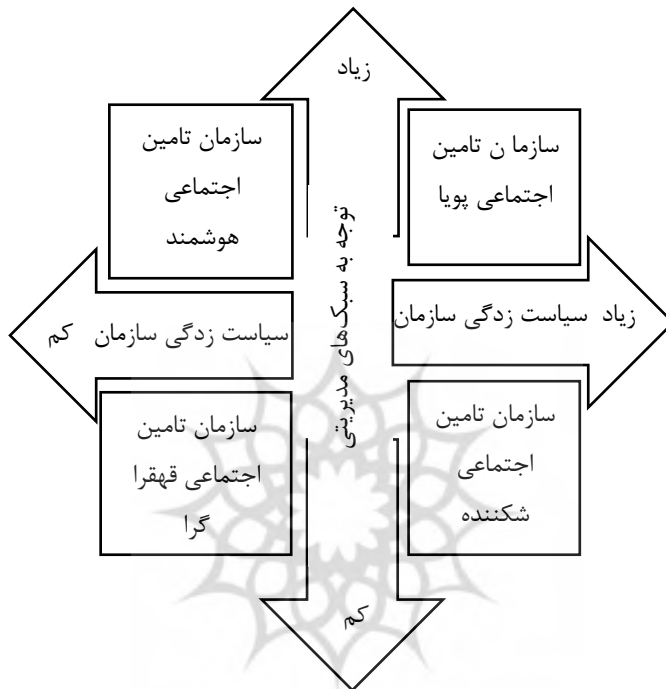 زیاد
سازما ن تامین
اجتماعی پویا
سازمان تامین
اجتماعی
هوشمند
توجه به سبک‌های مدیریتی
زیاد سیاست زدگی سازمان
سیاست زدگی سازمان کم
سازمان تامین
اجتماعی
شکننده
سازمان تامین
اجتماعی قهقرا
گرا
کم